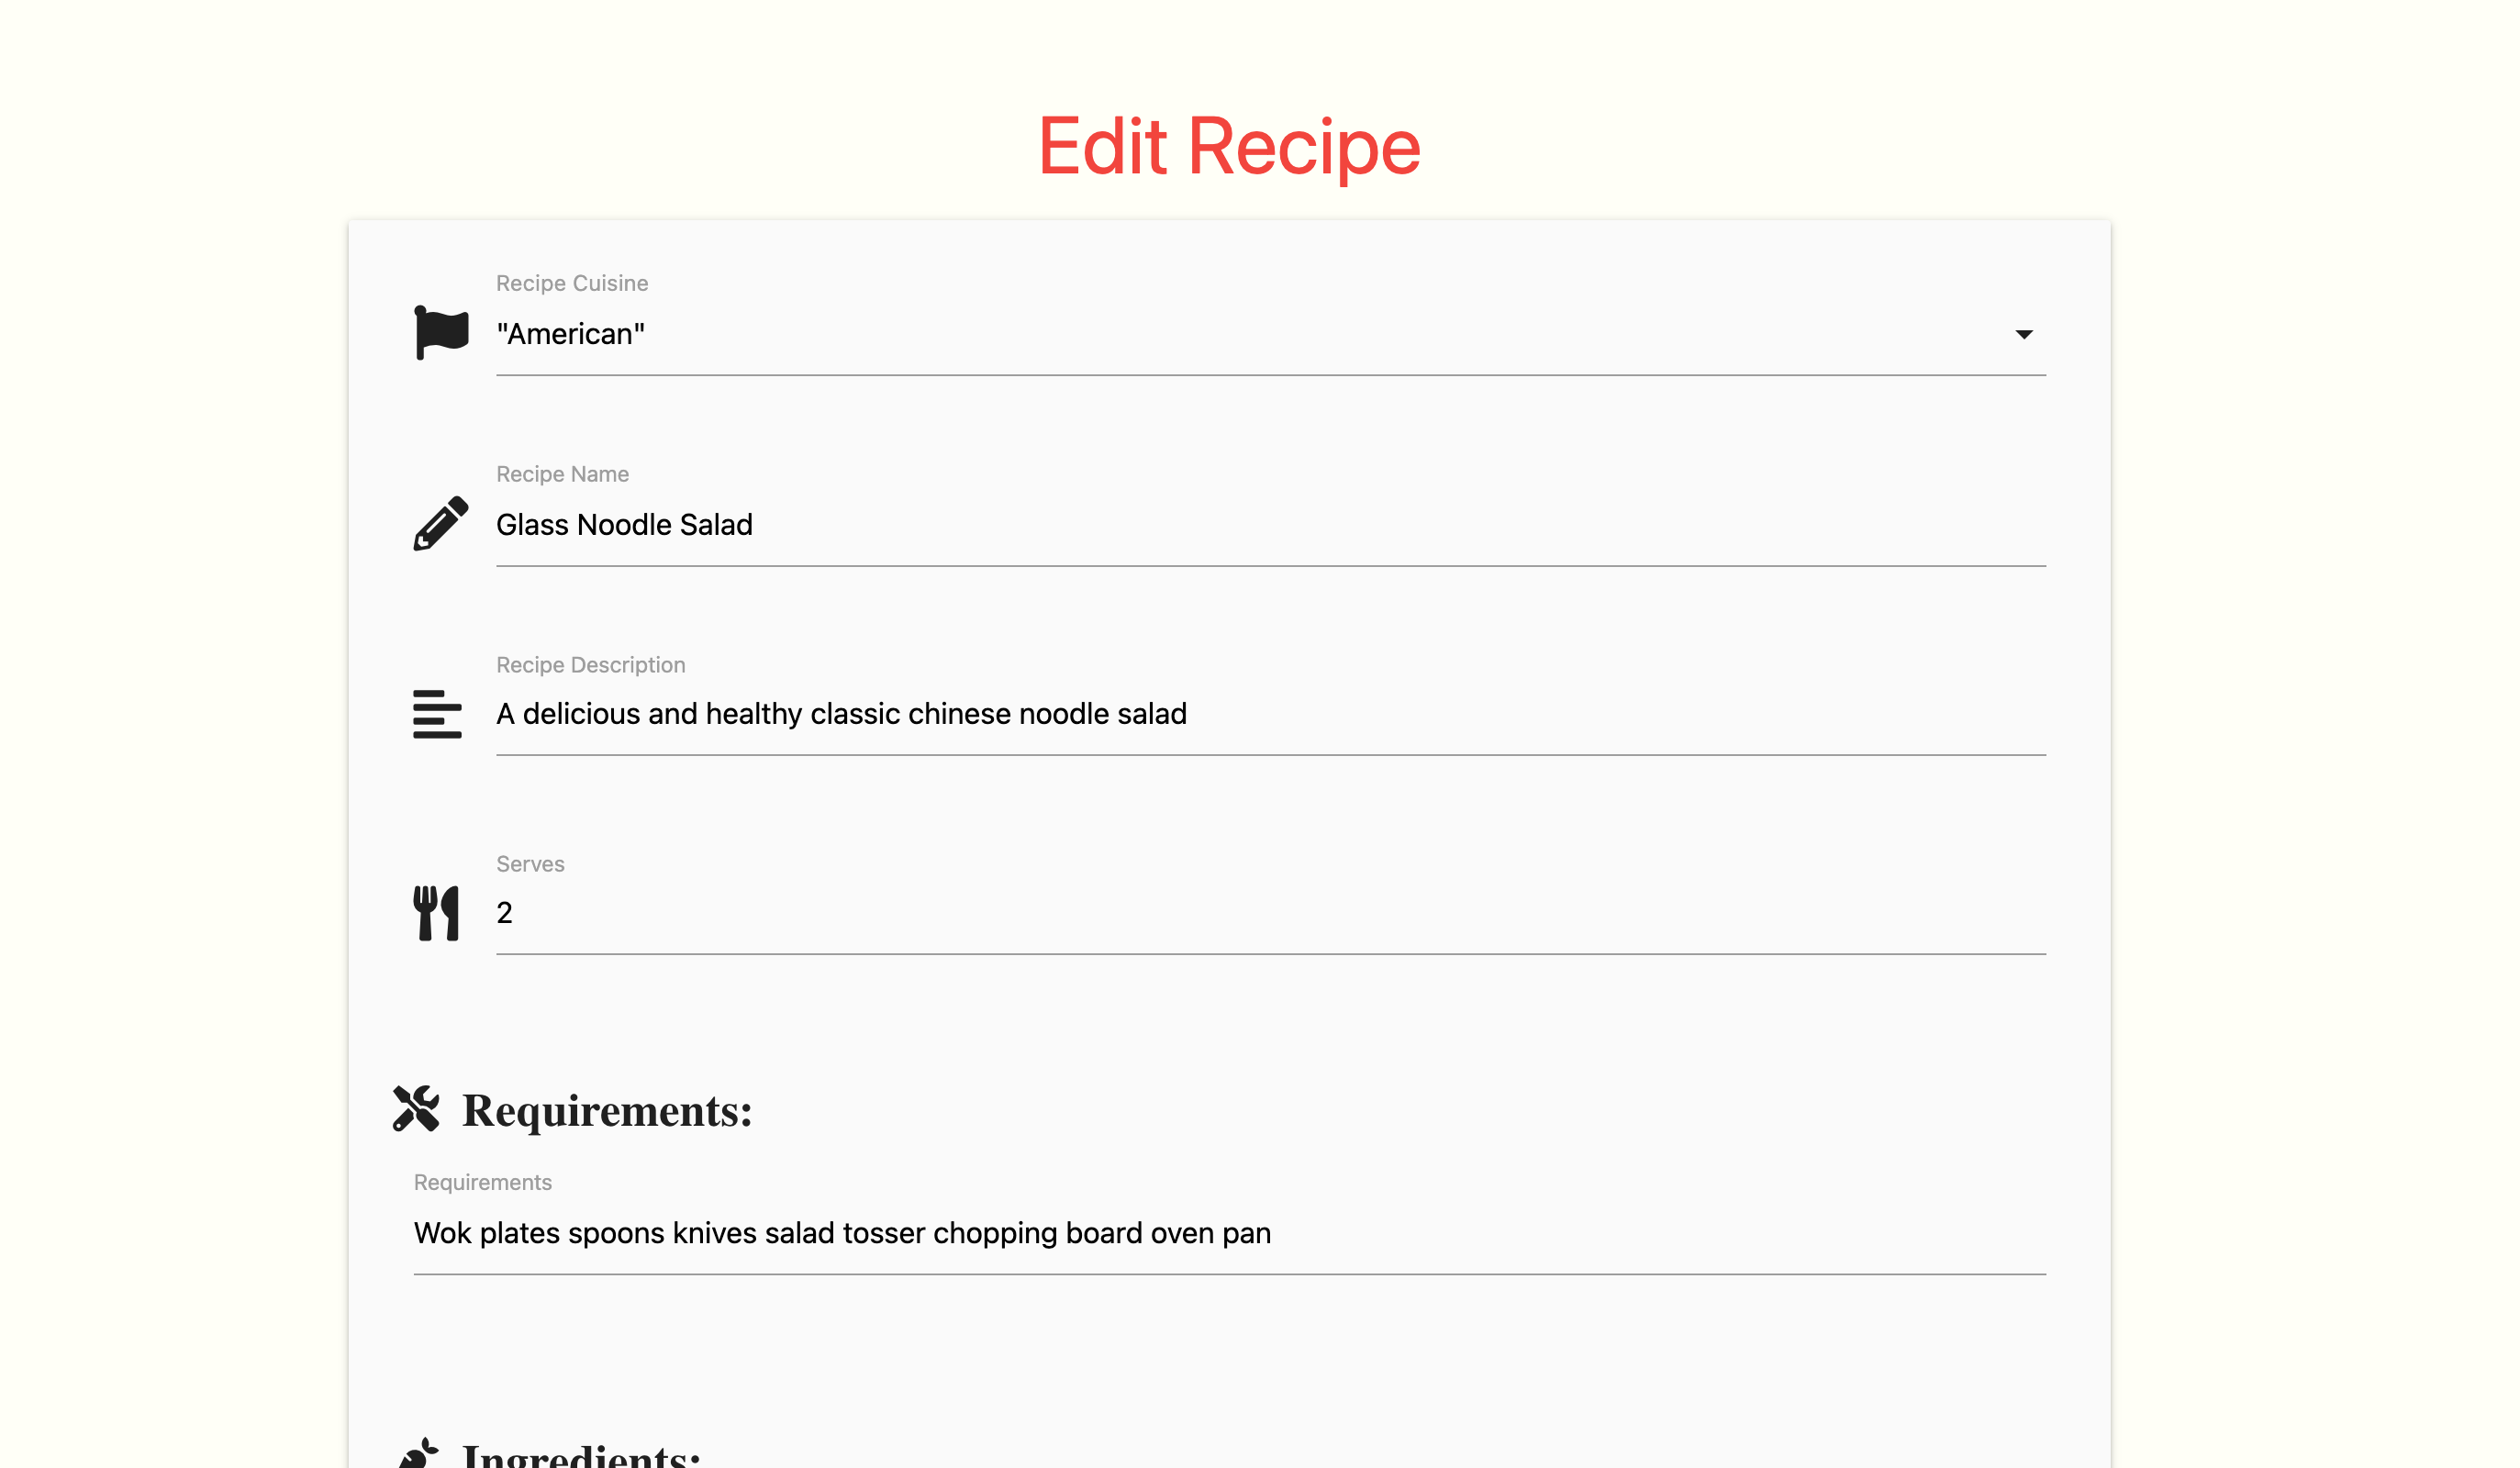 Edit Recipe
Recipe Cuisine
"American"
Recipe Name
Glass Noodle Salad
Recipe Description
A delicious and healthy classic chinese noodle salad
Serves
2
Requirements:
Requirements
Wok plates spoons knives salad tosser chopping board oven pan
Ingredients: